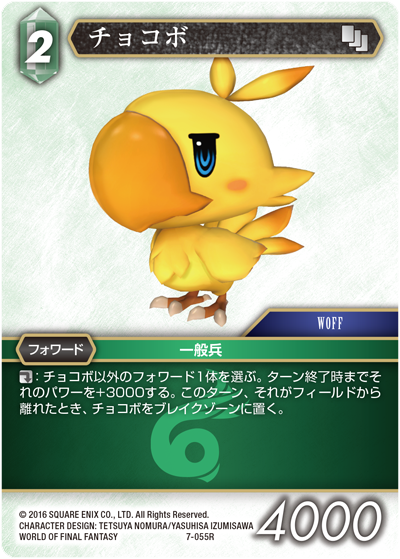 2
チョコボ
WOFF
フォワード
一般兵
：チョコボ以外のフォワード1体を選ぶ。ターン終了時までそ
れのパワーを+3000する。このターン、それがフィールドから
離れたとき、チョコボをブレイクゾーンに置く。
© 2016 SQUARE ENIX CO., LTD. All Rights Reserved.
CHARACTER DESIGN: TETSUYA NOMURA/YASUHISA IZUMISAWA
WORLD OF FINAL FANTASY
7-055R
4000